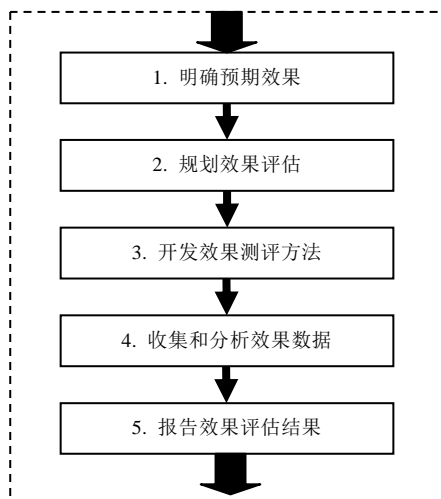 1. 明确预期效果
2. 规划效果评估
3. 开发效果测评方法
4. 收集和分析效果数据
5. 报告效果评估结果